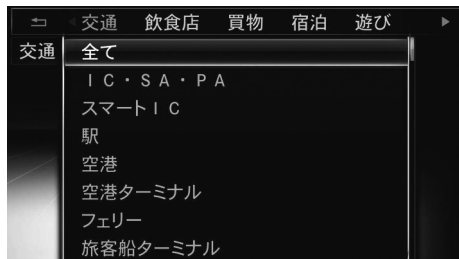 交通 飲食店 買物 宿泊 遊び
交通 全て
ＩＣ・ＳＡ・ＰＡ
スマートＩＣ
駅
空港
空港ターミナル
フェリー
旅客船ターミナル